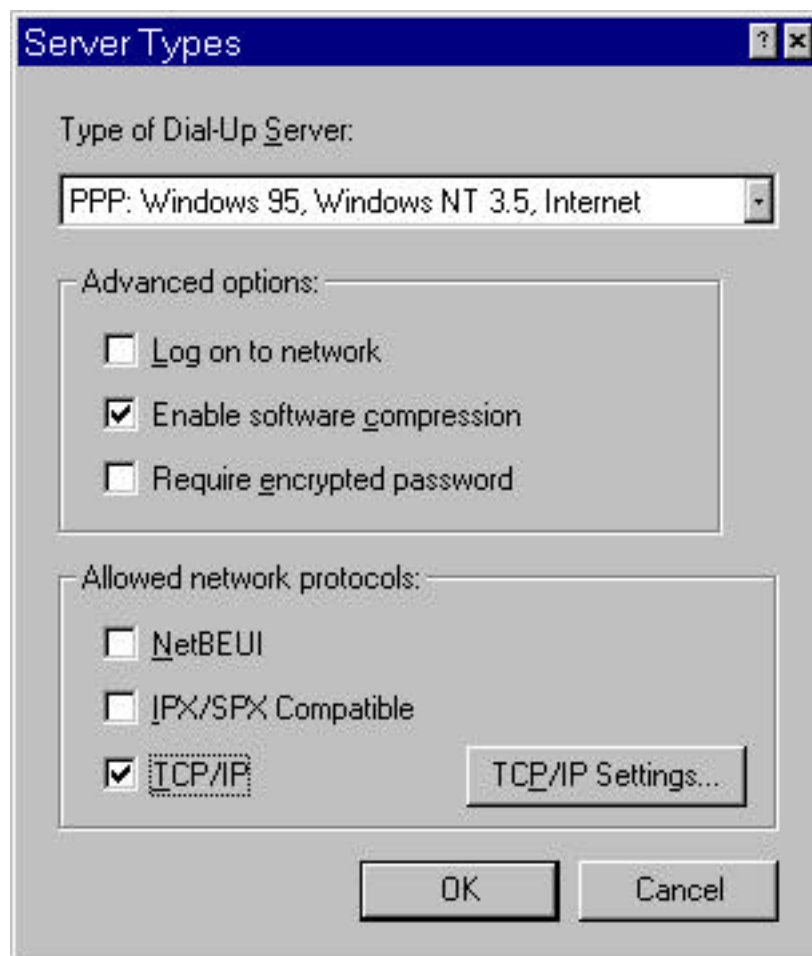 Server Types
Type of Dial-Up Server:
PPP: Windows 95, Windows NT 3.5, Internet
Advanced options:
Log on to network
Enable software compression
Require encrypted password
Allowed network protocols:
NetBEUI
IPX/SPX Compatible
TCP/IP
TCP/IP Settings...
OK
Cancel